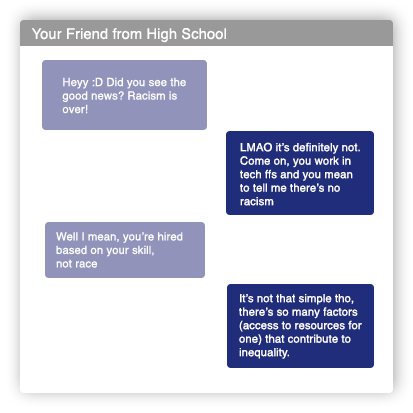 Your Friend from High School
Heyy :D Did you see the
good news? Racism is
over!
LMAO it's definitely not.
Come on, you work in
tech ffs and you mean
to tell me there's no
racism
Well I mean, you're hired
based on your skill,
not race
It's not that simple tho,
there's so many factors
(access to resources for
one) that contribute to
inequality.